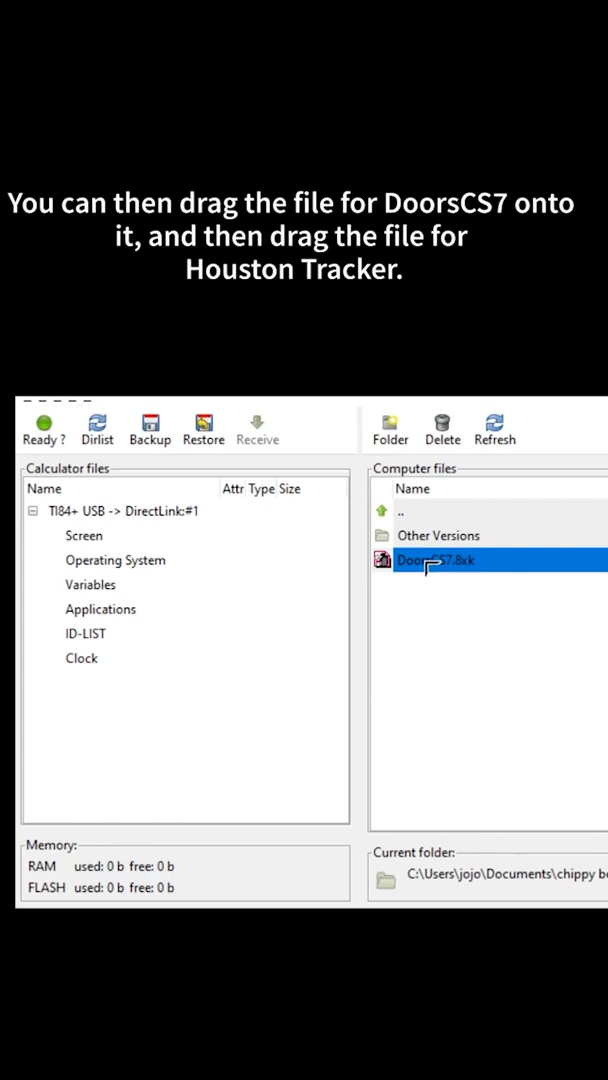 You can then drag the file for DoorsCS7 onto
it, and then drag the file for
Houston Tracker.
Ready ?
Dirlist
Backup
Restore
Receive
Folder
Delete
Refresh
Calculator files
Name
Attr
Type
Size
TI84+ USB -> DirectLink:#1
Screen
Operating System
Variables
Applications
ID-LIST
Clock
Memory:
RAM used: 0 b free: 0 b
FLASH used: 0 b free: 0 b
Computer files
Name
..
Other Versions
DoorsCS7.8xk
Current folder:
C:\Users\jojo\Documents\chippy